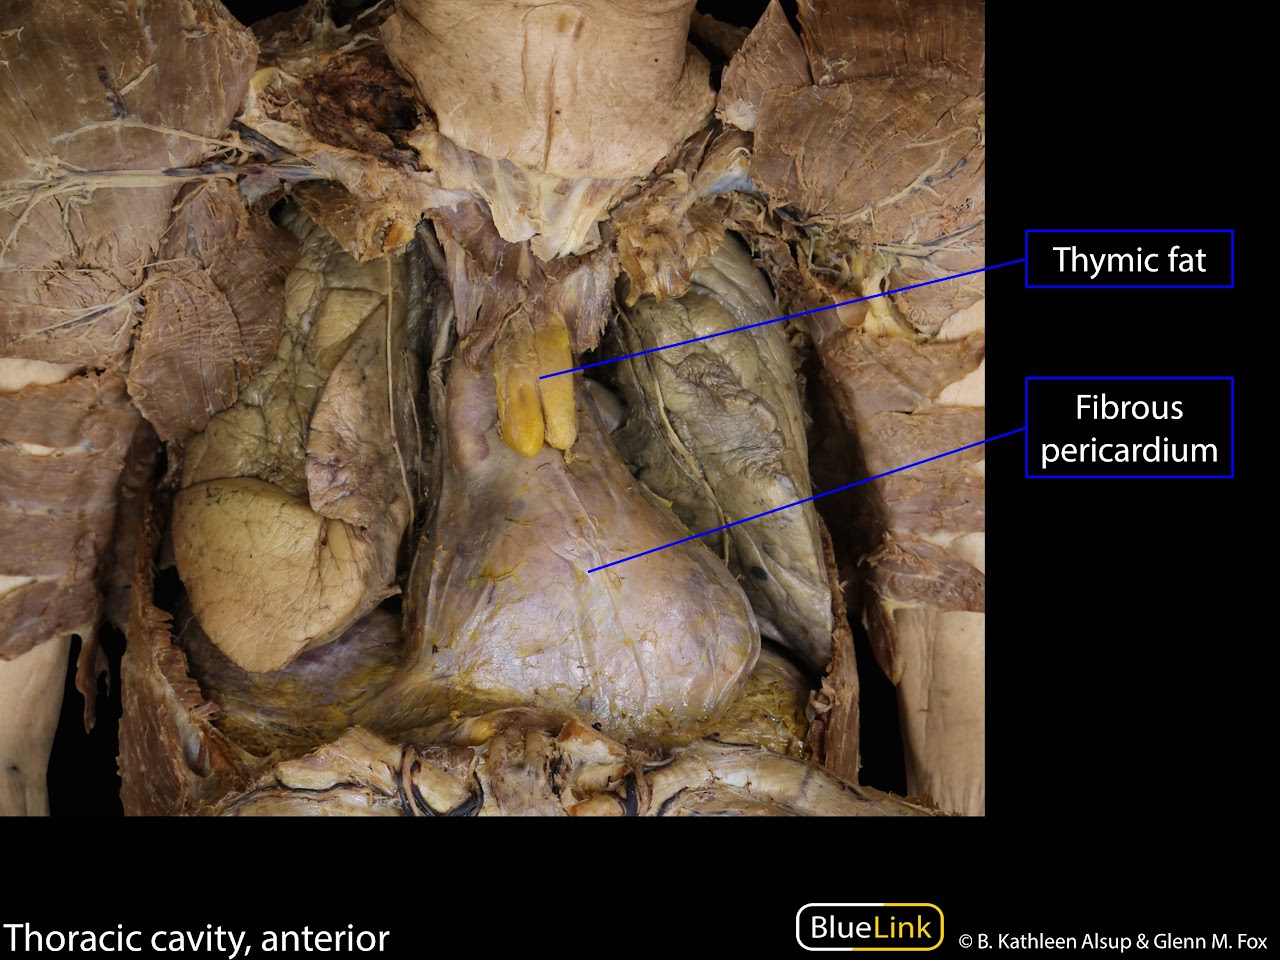 Thymic fat
Fibrous
pericardium
Thoracic cavity, anterior
BlueLink
© B. Kathleen Alsup & Glenn M. Fox